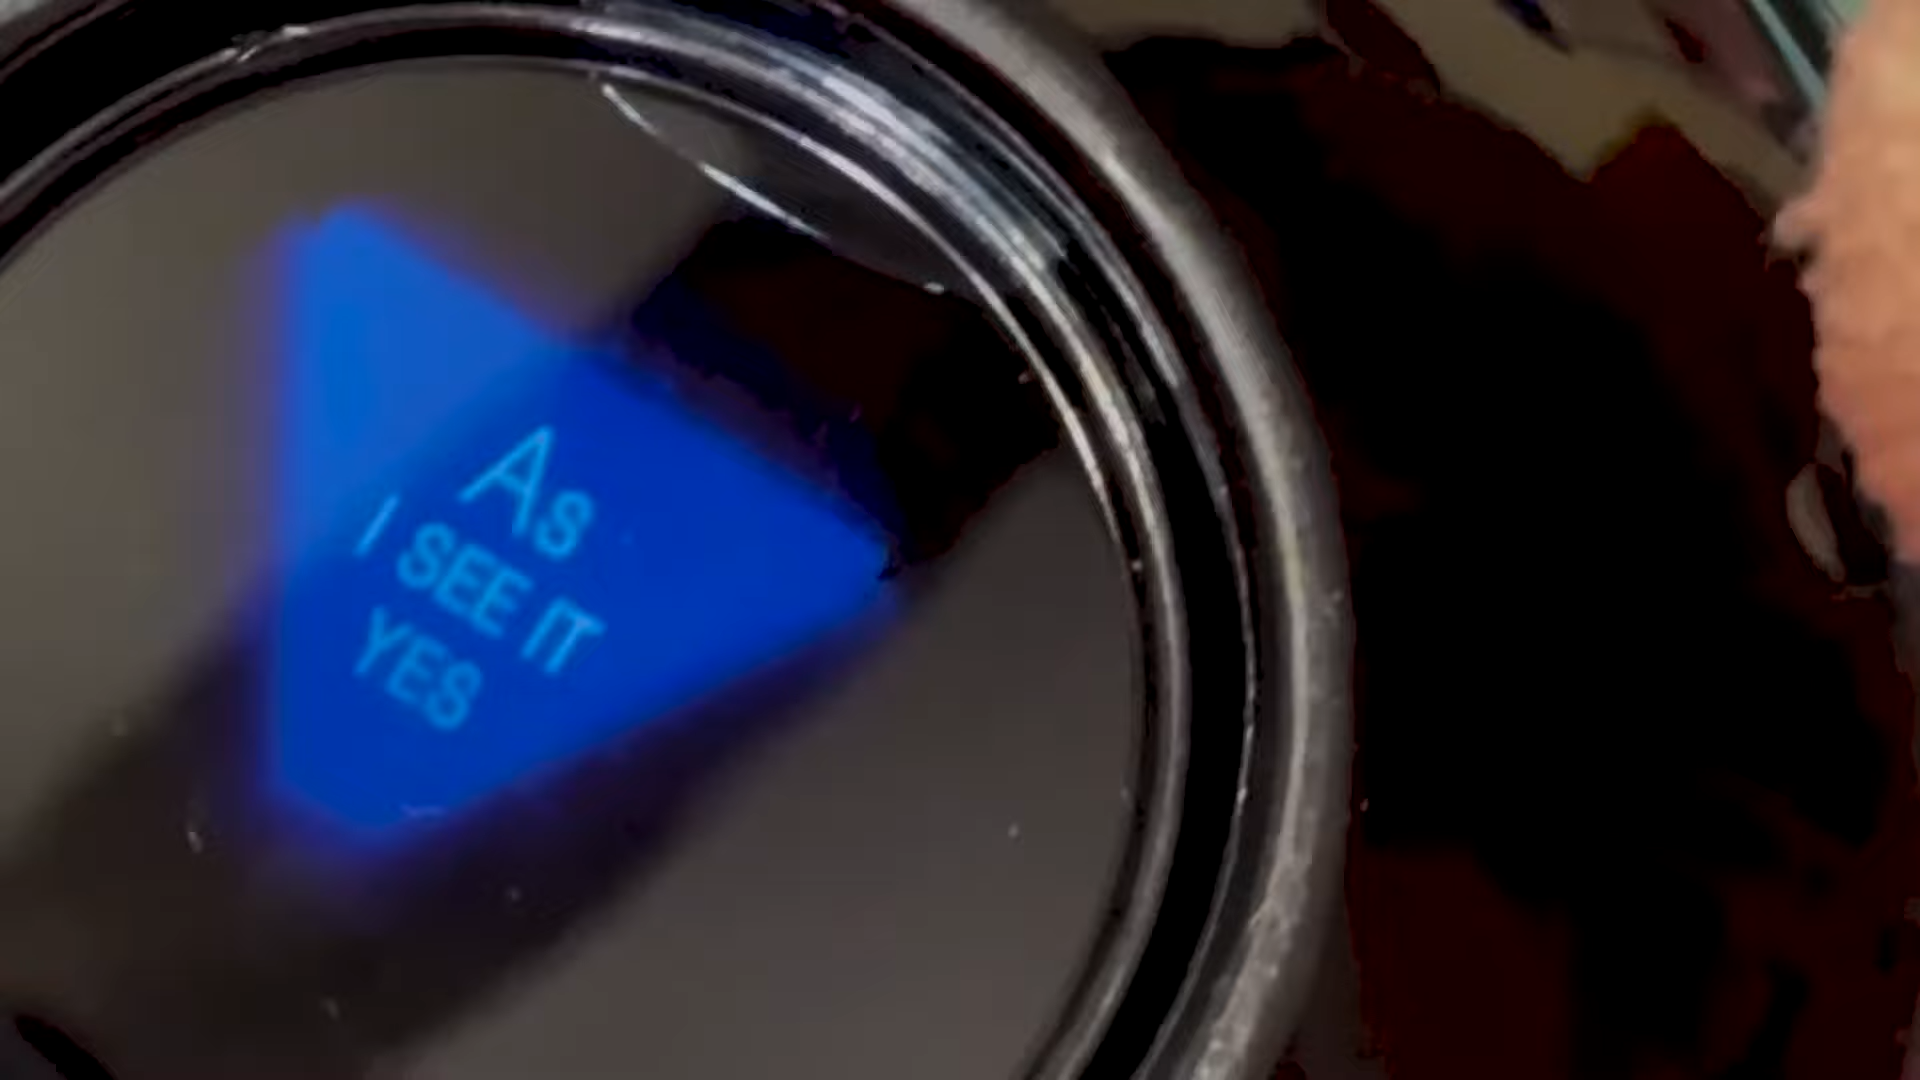 As
I SEE IT
YES